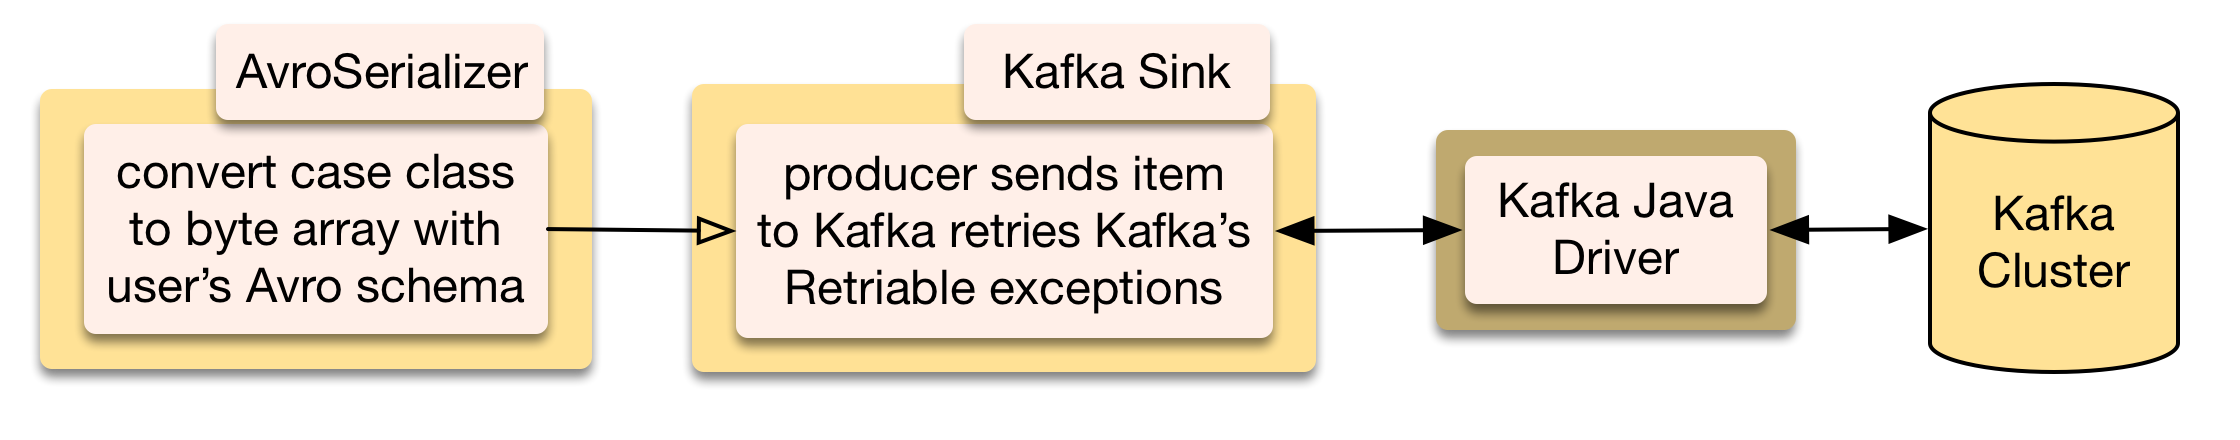 AvroSerializer
convert case class
to byte array with
user’s Avro schema
Kafka Sink
producer sends item
to Kafka retries Kafka’s
Retriable exceptions
Kafka Java
Driver
Kafka
Cluster